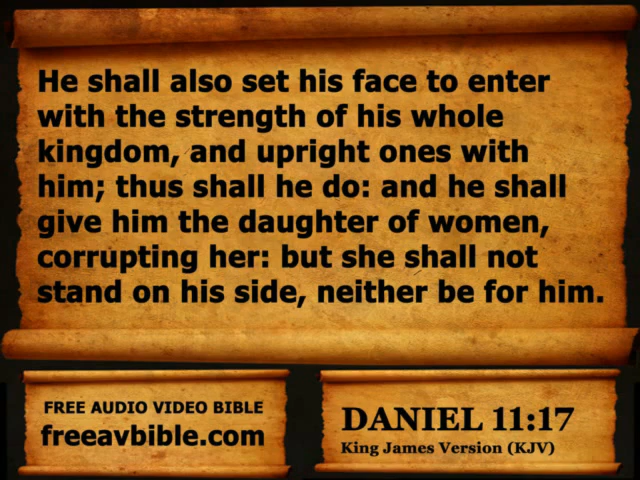 He shall also set his face to enter
with the strength of his whole
kingdom, and upright ones with
him; thus shall he do: and he shall
give him the daughter of women,
corrupting her: but she shall not
stand on his side, neither be for him.
FREE AUDIO VIDEO BIBLE
freeavbible.com
DANIEL 11:17
King James Version (KJV)